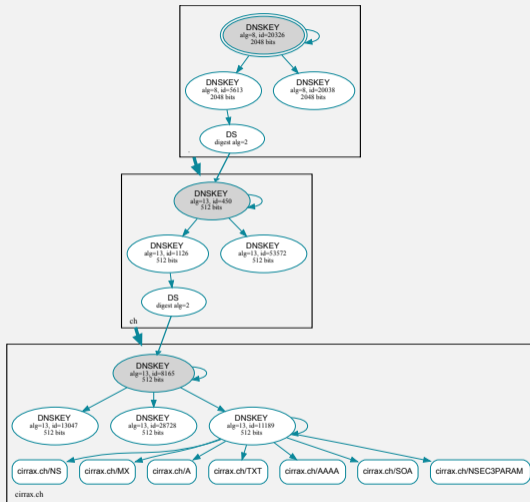 DNSKEY
alg=8, id=20326
2048 bits
DNSKEY
alg=8, id=5613
2048 bits
DNSKEY
alg=8, id=20038
2048 bits
DS
digest alg=2
.
DNSKEY
alg=13, id=450
512 bits
DNSKEY
alg=13, id=1126
512 bits
DNSKEY
alg=13, id=53572
512 bits
DS
digest alg=2
ch
DNSKEY
alg=13, id=8165
512 bits
DNSKEY
alg=13, id=13047
512 bits
DNSKEY
alg=13, id=28728
512 bits
DNSKEY
alg=13, id=11189
512 bits
cirrax.ch/NS
cirrax.ch/MX
cirrax.ch/A
cirrax.ch/TXT
cirrax.ch/AAAA
cirrax.ch/SOA
cirrax.ch/NSEC3PARAM
cirrax.ch